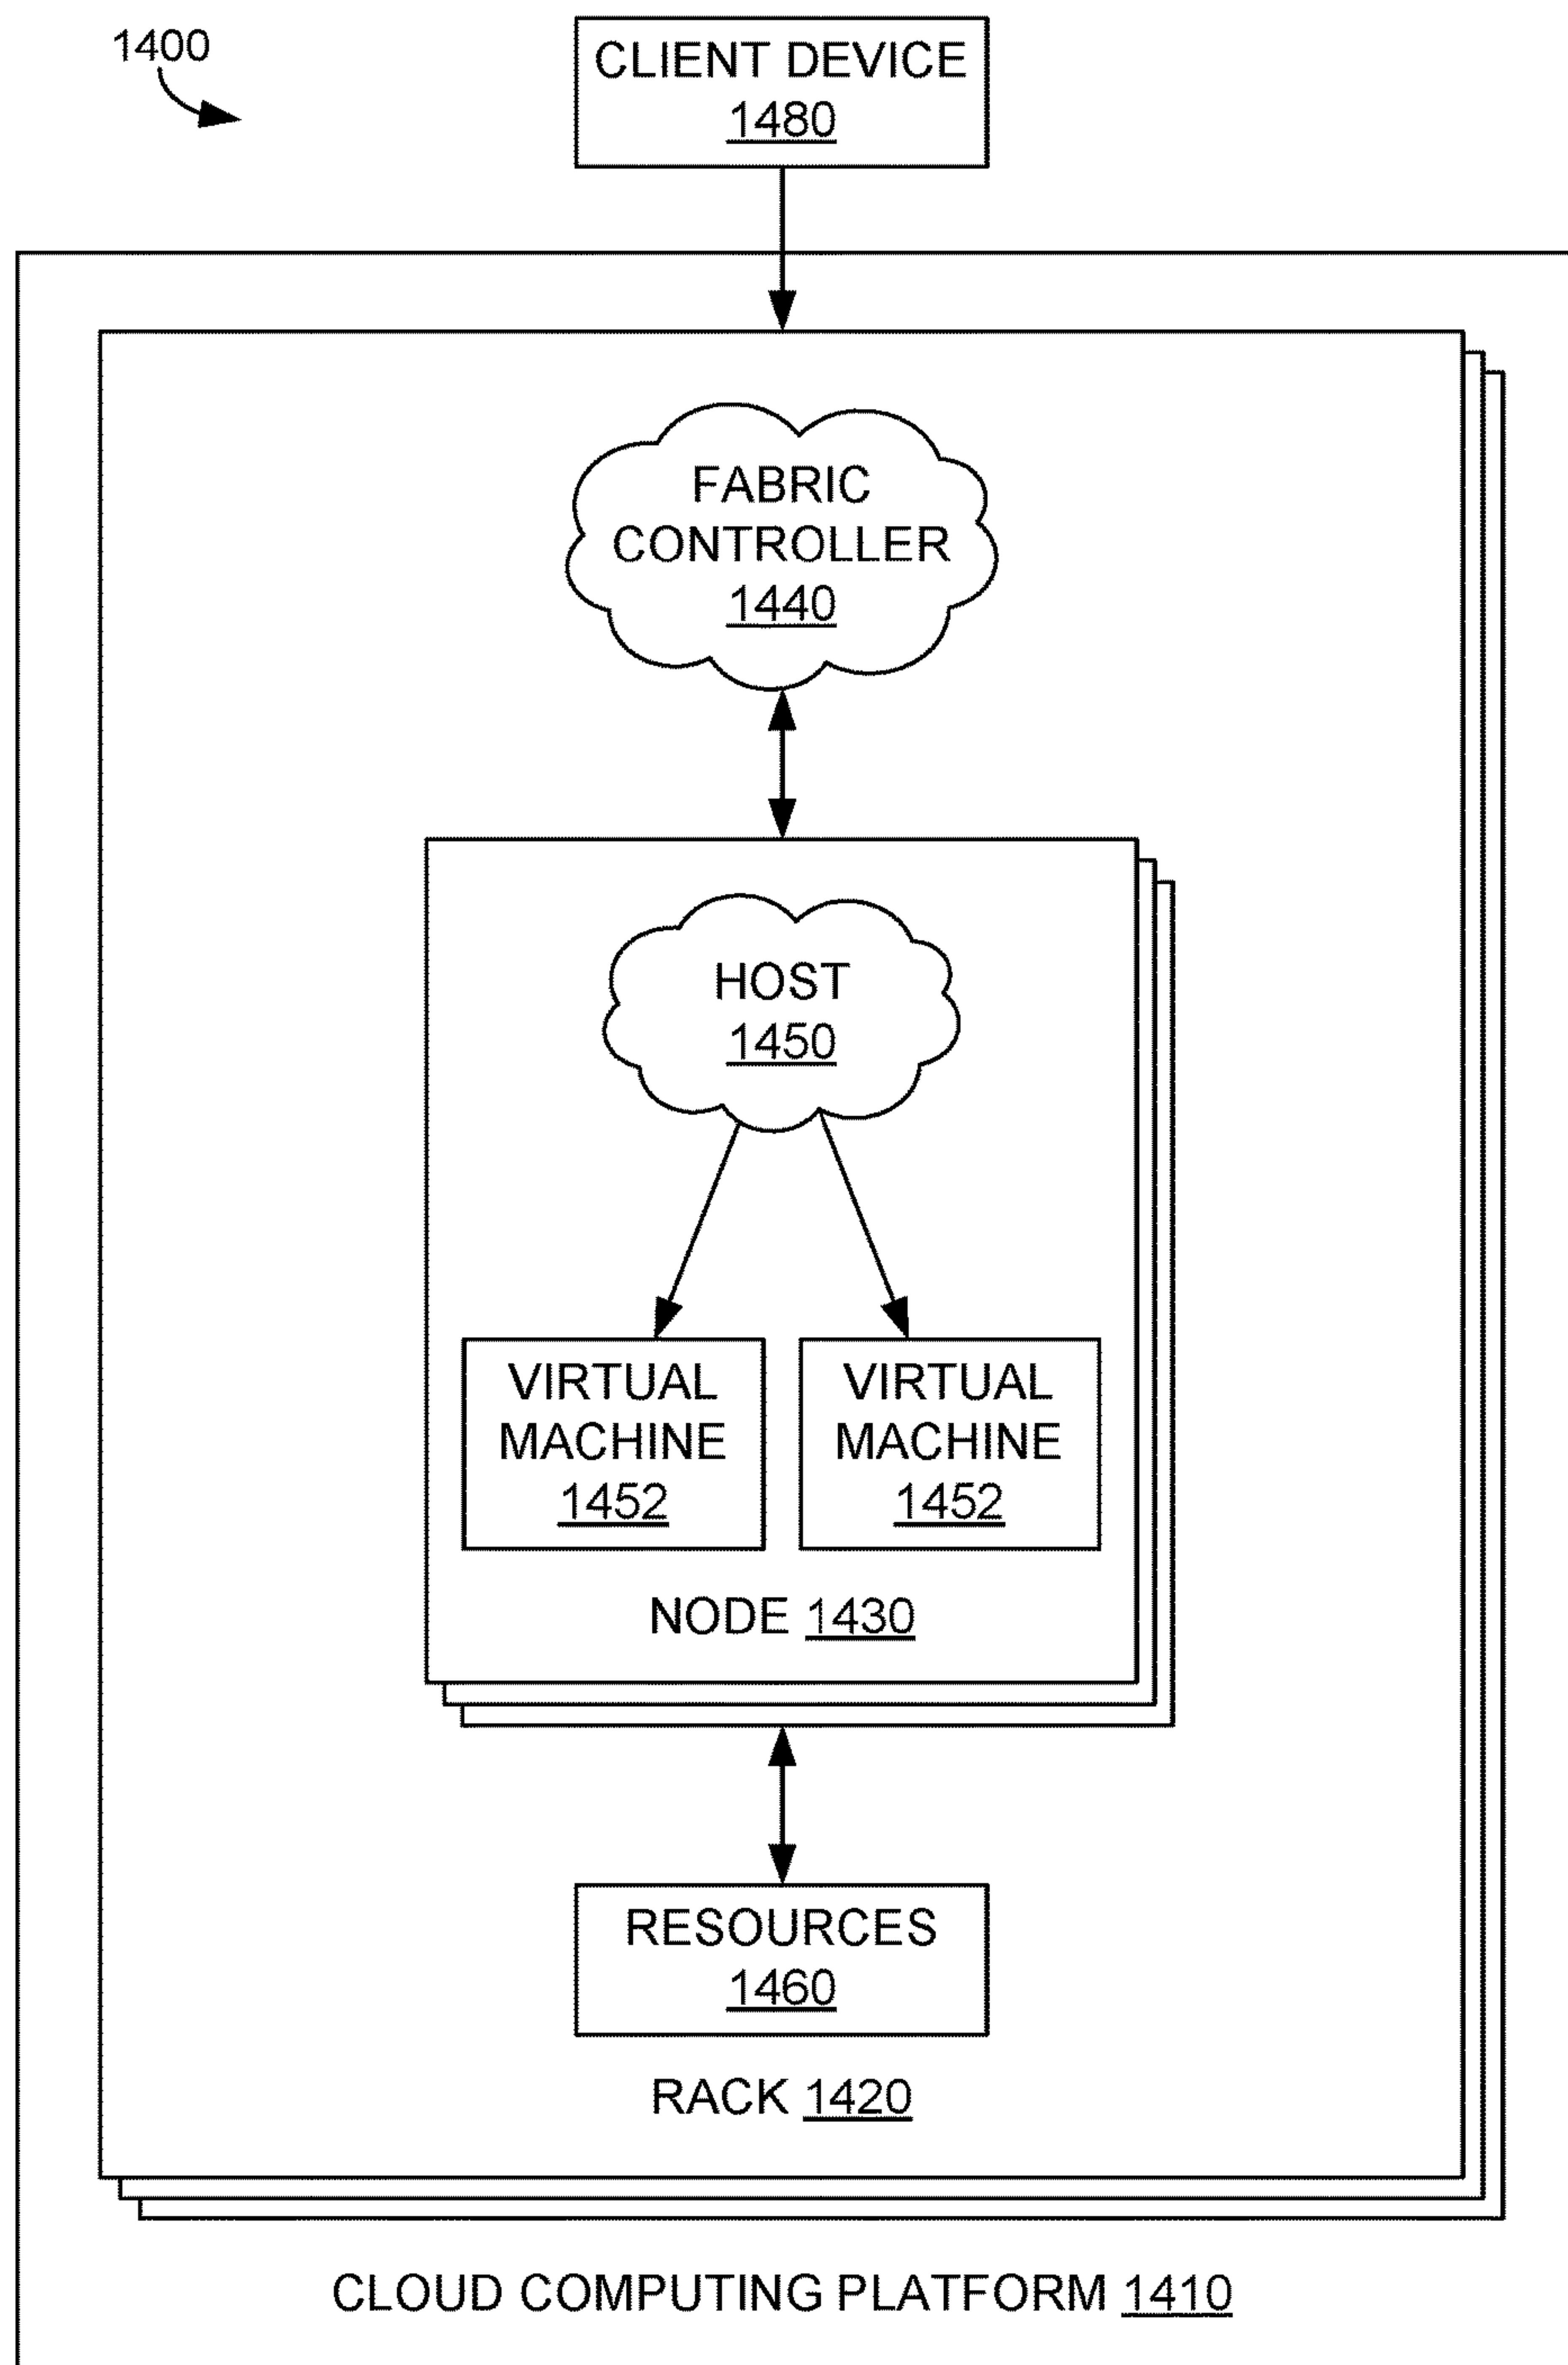 1400
CLIENT DEVICE
1480
FABRIC
CONTROLLER
1440
HOST
1450
VIRTUAL
MACHINE
1452
VIRTUAL
MACHINE
1452
NODE 1430
RESOURCES
1460
RACK 1420
CLOUD COMPUTING PLATFORM 1410